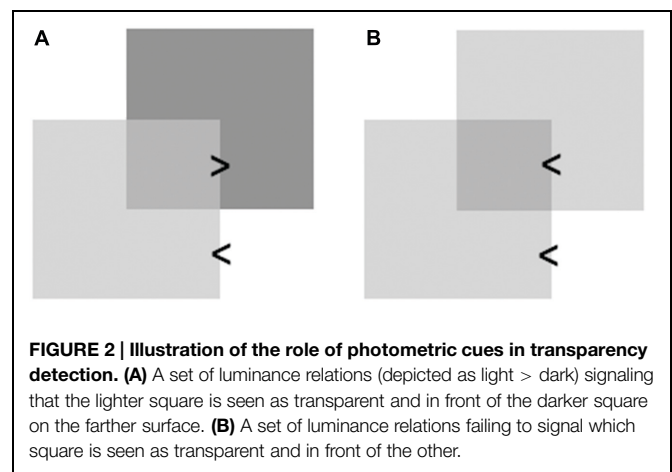 A
B
>
<
<
<
FIGURE 2 | Illustration of the role of photometric cues in transparency
detection. (A) A set of luminance relations (depicted as light > dark) signaling
that the lighter square is seen as transparent and in front of the darker square
on the farther surface. (B) A set of luminance relations failing to signal which
square is seen as transparent and in front of the other.